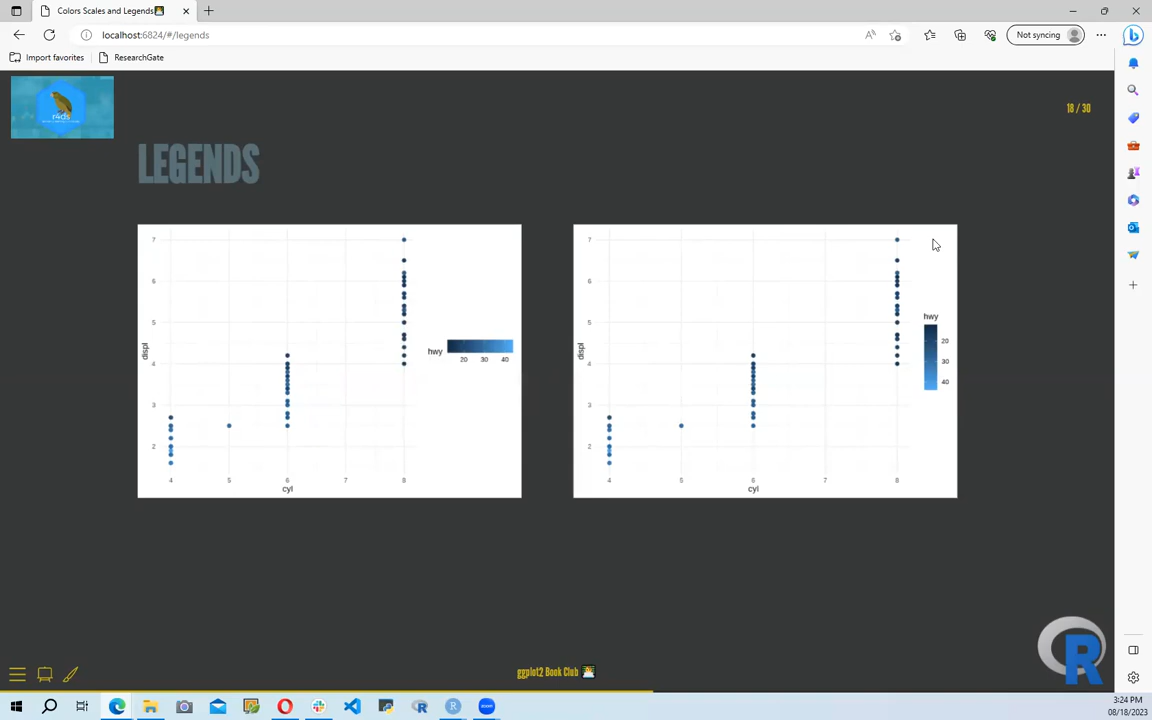 Colors Scales and Legends
localhost:6824/#/legends
Not syncing
Import favorites
ResearchGate
r4ds
18 / 30
LEGENDS
7
6
5
4
3
2
displ
4 5 6 7 8
cyl
hwy
20 30 40
7
6
5
4
3
2
displ
4 5 6 7 8
cyl
hwy
20
30
40
ggplot2 Book Club
R
3:24 PM
08/18/2023